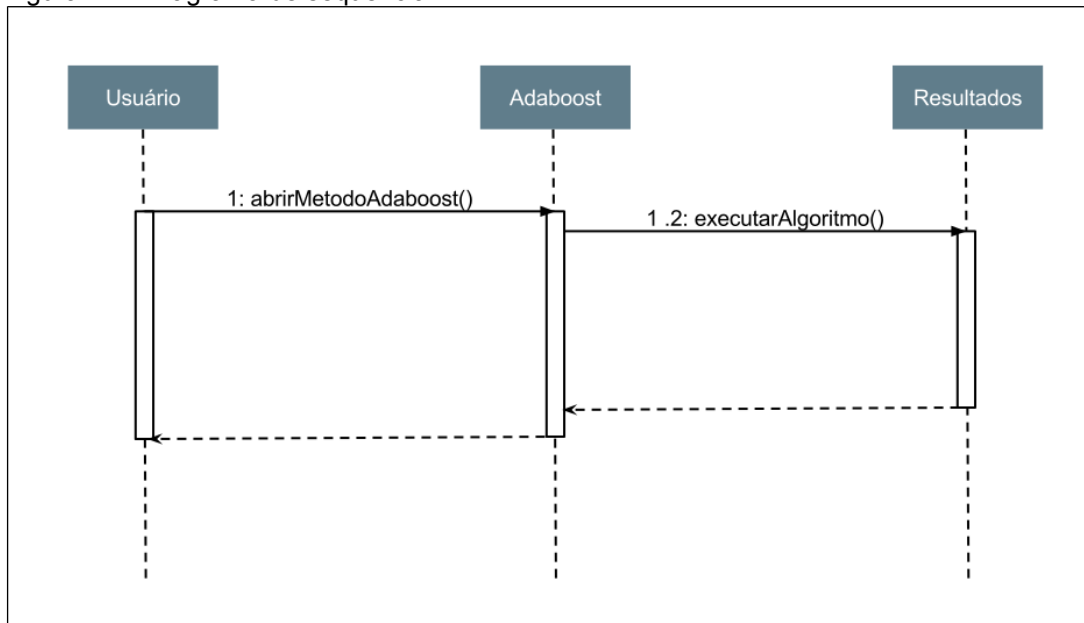 Usuário
Adaboost
Resultados
1: abrirMetodoAdaboost()
1 .2: executarAlgoritmo()